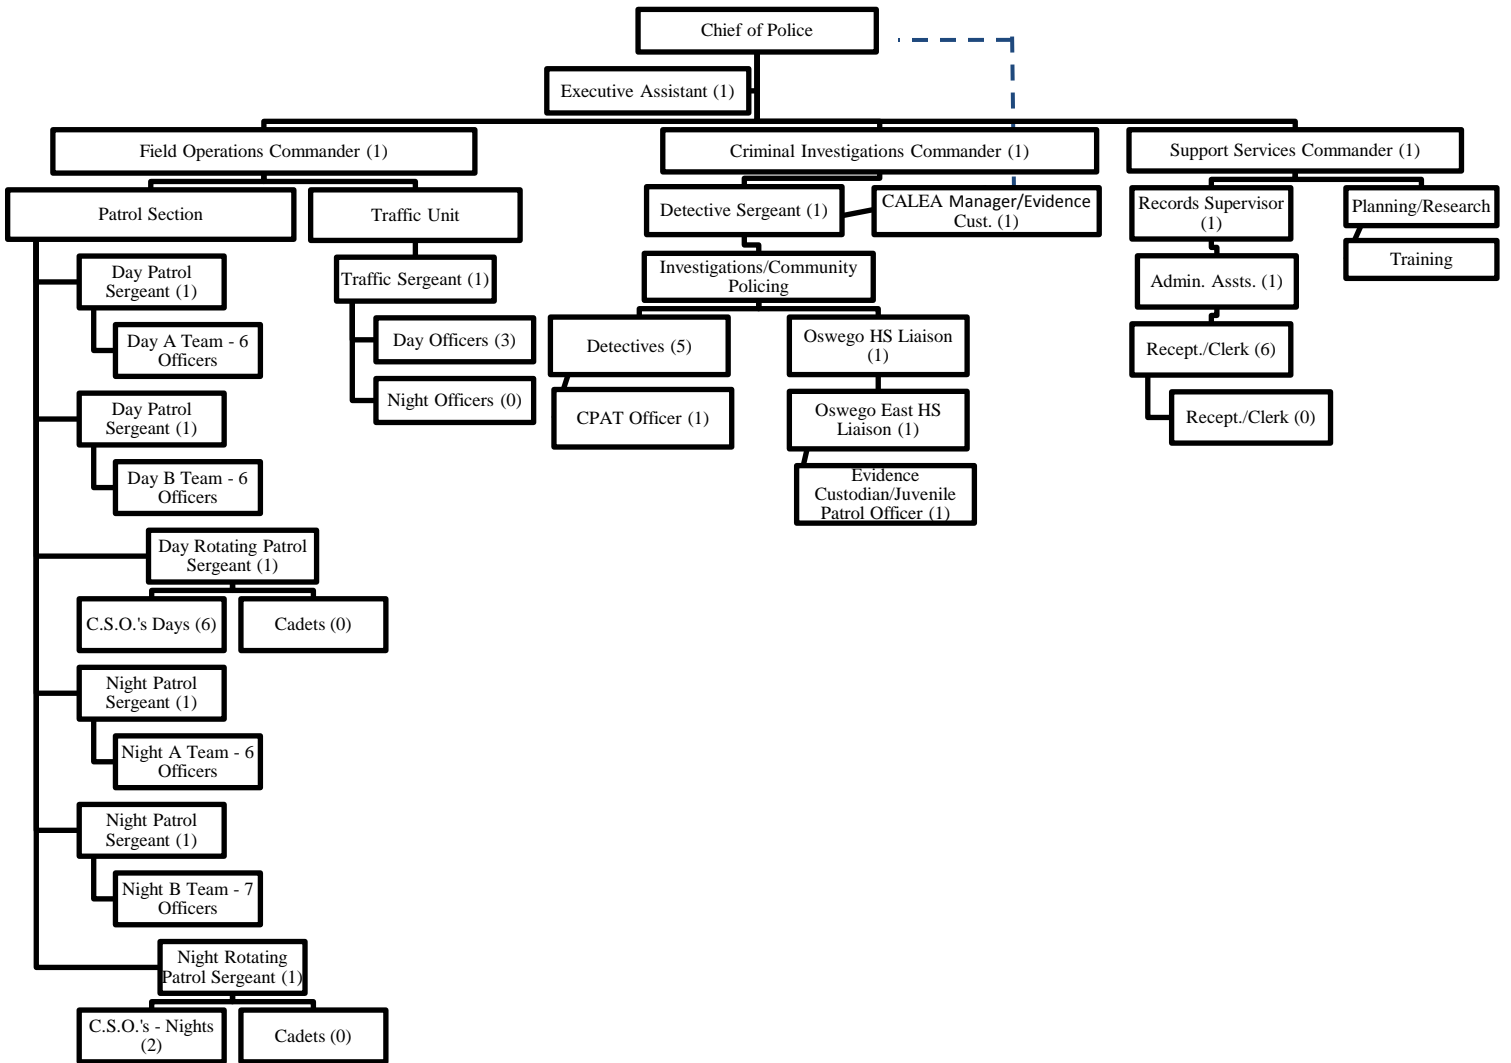 Chief of Police
Executive Assistant (1)
Field Operations Commander (1)
Criminal Investigations Commander (1)
Support Services Commander (1)
Patrol Section
Traffic Unit
Detective Sergeant (1)
CALEA Manager/Evidence
Cust. (1)
Records Supervisor
(1)
Planning/Research
Training
Day Patrol
Sergeant (1)
Day A Team - 6
Officers
Day Patrol
Sergeant (1)
Day B Team - 6
Officers
Day Rotating Patrol
Sergeant (1)
C.S.O.'s Days (6)
Cadets (0)
Night Patrol
Sergeant (1)
Night A Team - 6
Officers
Night Patrol
Sergeant (1)
Night B Team - 7
Officers
Night Rotating
Patrol Sergeant (1)
C.S.O.'s - Nights
(2)
Cadets (0)
Traffic Sergeant (1)
Day Officers (3)
Night Officers (0)
Investigations/Community
Policing
Detectives (5)
CPAT Officer (1)
Oswego HS Liaison
(1)
Oswego East HS
Liaison (1)
Evidence
Custodian/Juvenile
Patrol Officer (1)
Admin. Assts. (1)
Recept./Clerk (6)
Recept./Clerk (0)